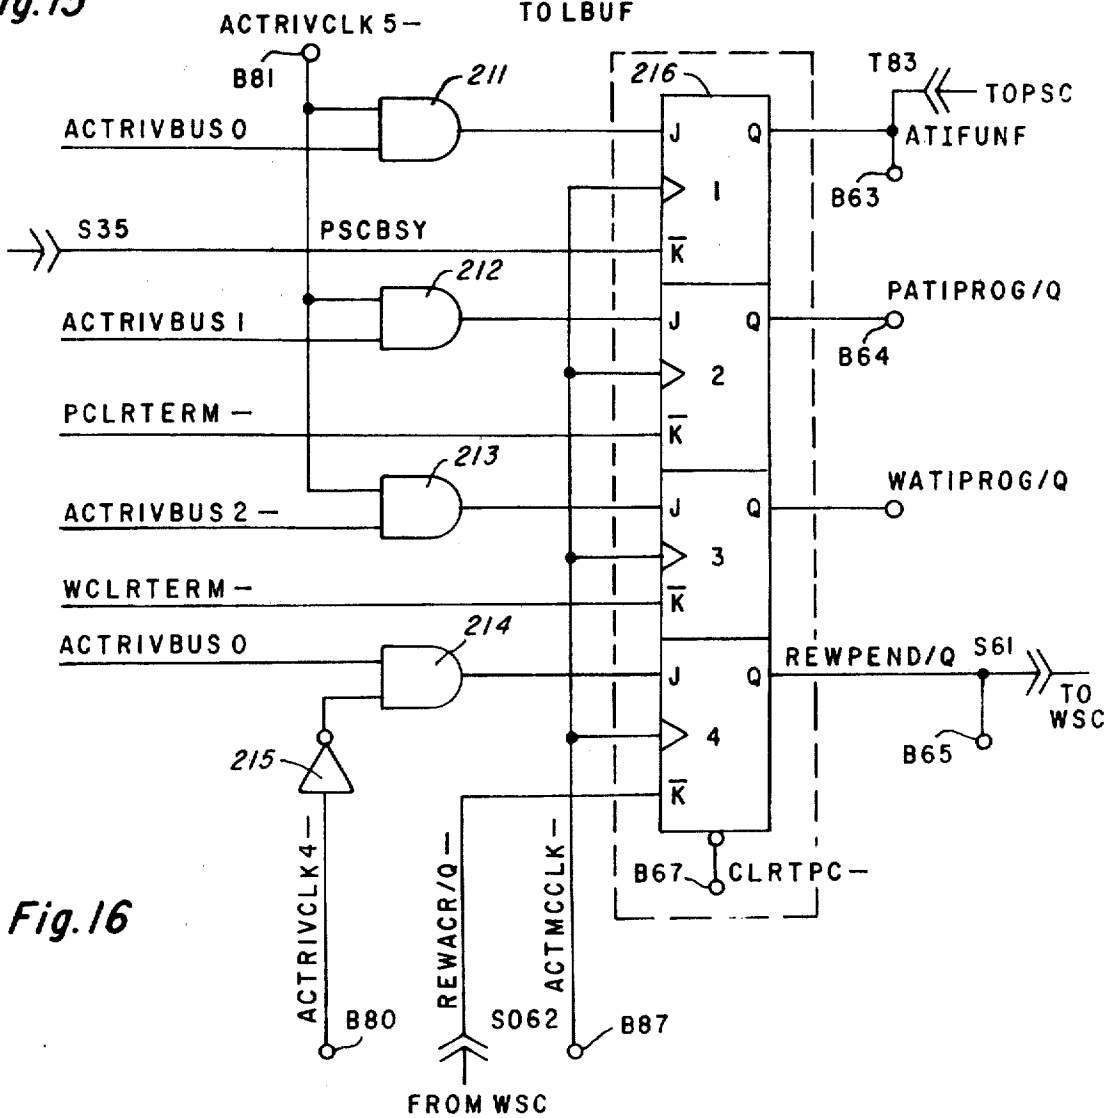 Fig. 15
TO LBUF
ACTRIVCLK 5-
B81
211
216
T83
TOPSC
ACTRIVBUS 0
J Q
ATIFUNF
1
B63
S35
PSCBSY
K̅
212
PATIPROG/Q
J Q
ACTRIVBUS 1
B64
2
PCLRTERM -
K̅
213
WATIPROG/Q
J Q
ACTRIVBUS 2 -
3
WCLRTERM -
K̅
214
ACTRIVBUS 0
REWPEND/Q
S61
J Q
TO
WSC
4
B65
215
K̅
B67
CLRTPC -
ACTRIVCLK4-
REWACR/Q-
ACTMCCLK-
Fig. 16
B80
S062
B87
FROM WSC